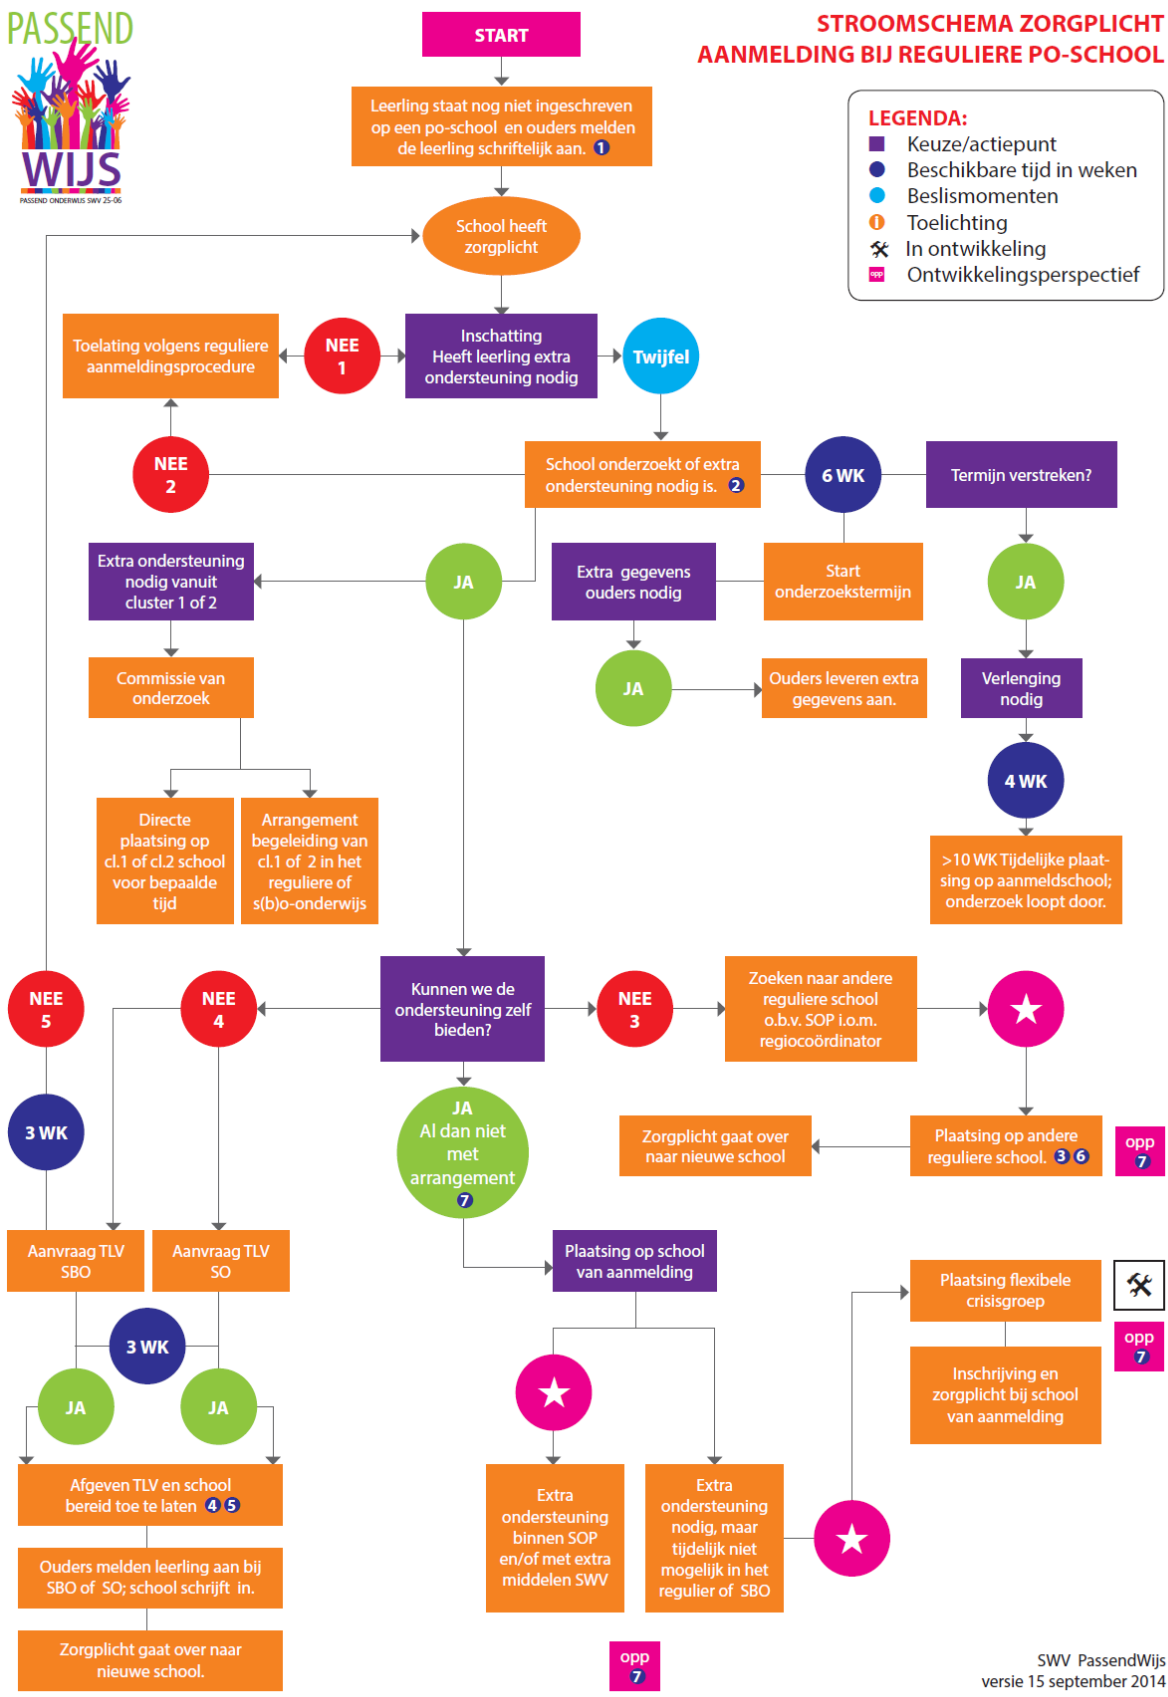 PASSEND
WIJS
PASSEND ONDERWIJS SWV 25-06
STROOMSCHEMA ZORGPLICHT
AANMELDING BIJ REGULIERE PO-SCHOOL
LEGENDA:
Keuze/actiepunt
Beschikbare tijd in weken
Beslismomenten
i Toelichting
In ontwikkeling
opp Ontwikkelingsperspectief
START
Leerling staat nog niet ingeschreven
op een po-school en ouders melden
de leerling schriftelijk aan. 1
School heeft
zorgplicht
Toelating volgens reguliere
aanmeldingsprocedure
NEE
1
Inschatting
Heeft leerling extra
ondersteuning nodig
Twijfel
NEE
2
School onderzoekt of extra
ondersteuning nodig is. 2
6 WK
Termijn verstreken?
Extra ondersteuning
nodig vanuit
cluster 1 of 2
JA
Extra gegevens
ouders nodig
Start
onderzoekstermijn
JA
Commissie van
onderzoek
JA
Ouders leveren extra
gegevens aan.
Verlenging
nodig
4 WK
Directe
plaatsing op
cl.1 of cl.2 school
voor bepaalde
tijd
Arrangement
begeleiding van
cl.1 of 2 in het
reguliere of
s(b)o-onderwijs
>10 WK Tijdelijke plaat-
sing op aanmeldschool;
onderzoek loopt door.
NEE
5
NEE
4
Kunnen we de
ondersteuning zelf
bieden?
NEE
3
Zoeken naar andere
reguliere school
o.b.v. SOP i.o.m.
regiocoördinator
3 WK
JA
Al dan niet
met
arrangement
7
Zorgplicht gaat over
naar nieuwe school
Plaatsing op andere
reguliere school. 3 6
opp
7
Aanvraag TLV
SBO
Aanvraag TLV
SO
Plaatsing op school
van aanmelding
Plaatsing flexibele
crisisgroep
3 WK
opp
7
JA
JA
Inschrijving en
zorgplicht bij school
van aanmelding
Afgeven TLV en school
bereid toe te laten 4 5
Extra
ondersteuning
binnen SOP
en/of met extra
middelen SWV
Extra
ondersteuning
nodig, maar
tijdelijk niet
mogelijk in het
regulier of SBO
Ouders melden leerling aan bij
SBO of SO; school schrijft in.
Zorgplicht gaat over naar
nieuwe school.
opp
7
SWV PassendWijs
versie 15 september 2014